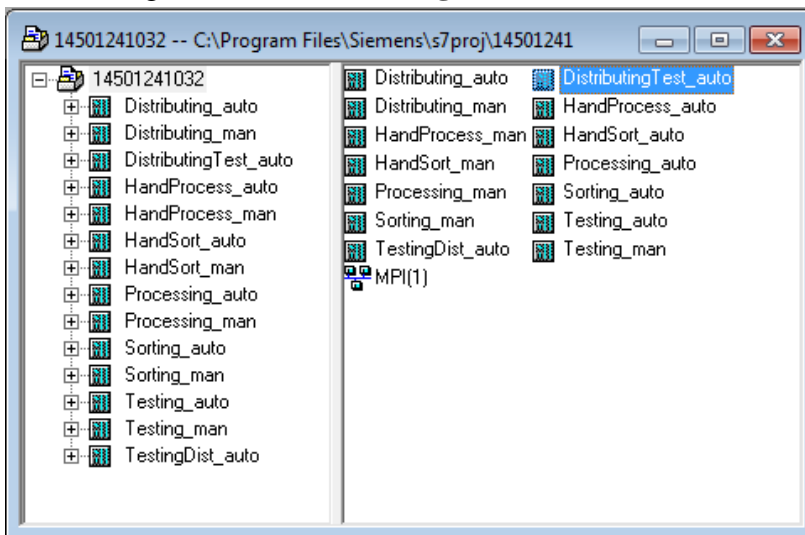 14501241032 -- C:\Program Files\Siemens\s7proj\14501241
14501241032
Distributing_auto
Distributing_man
DistributingTest_auto
HandProcess_auto
HandProcess_man
HandSort_auto
HandSort_man
Processing_auto
Processing_man
Sorting_auto
Sorting_man
Testing_auto
Testing_man
TestingDist_auto
Distributing_auto DistributingTest_auto
Distributing_man HandProcess_auto
HandProcess_man HandSort_auto
HandSort_man Processing_auto
Processing_man Sorting_auto
Sorting_man Testing_auto
TestingDist_auto Testing_man
MPI(1)